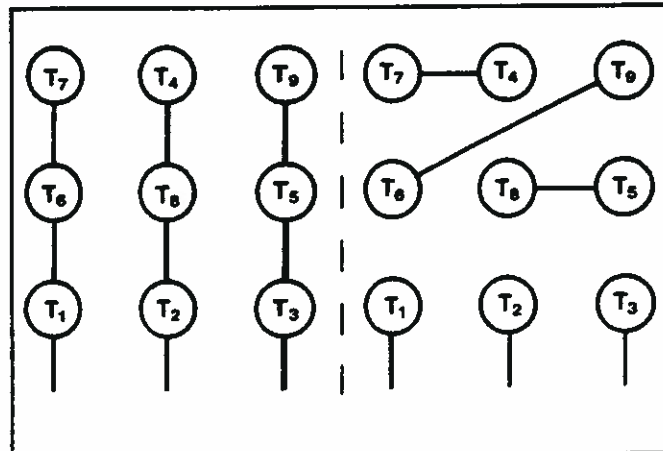 T₇ T₄ T₉ T₇ T₄ T₉
T₆ T₈ T₅ T₆ T₈ T₅
T₁ T₂ T₃ T₁ T₂ T₃